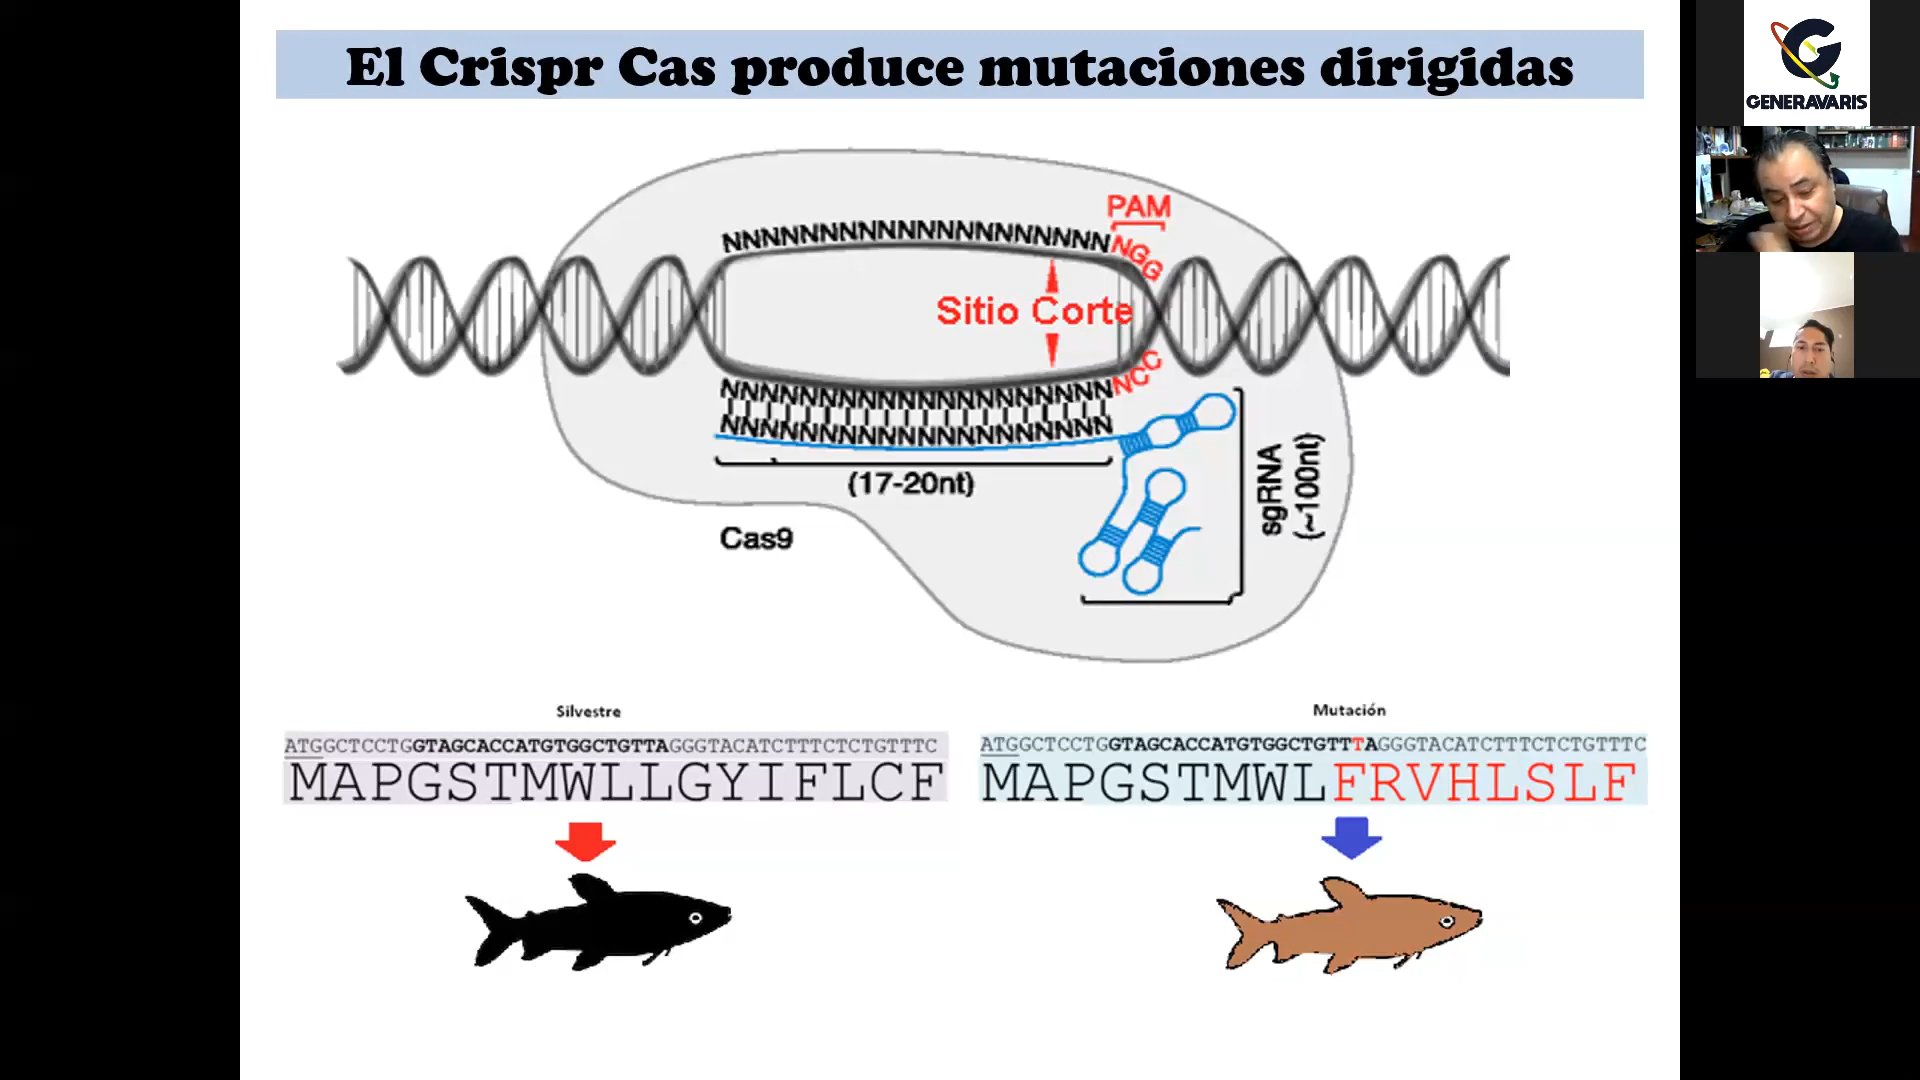 El Crispr Cas produce mutaciones dirigidas
GENERAVARIS
PAM
NNNNNNNNNNNNNNNNNNNNNGG
Sitio Corte
NNNNNNNNNNNNNNNNNNNNNCC
NNNNNNNNNNNNNNNNNNNN
(17-20nt)
sgRNA
(~100nt)
Cas9
Silvestre
ATGGCTCCTGGTAGCACCATGTGGCTGTTAGGGTACATCTTTCTCTGTTTC
MAPGSTMWLLGYIFLCF
Mutación
ATGGCTCCTGGTAGCACCATGTGGCTGTTTAGGGTACATCTTTCTCTGTTTC
MAPGSTMWLFRVHLSLF